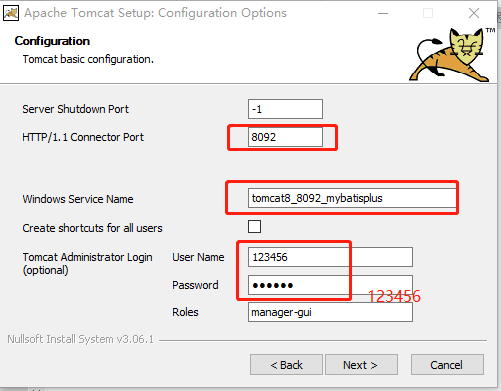 Apache Tomcat Setup: Configuration Options
Configuration
Tomcat basic configuration.
TM
Server Shutdown Port -1
HTTP/1.1 Connector Port 8092
Windows Service Name tomcat8_8092_mybatisplus
Create shortcuts for all users
Tomcat Administrator Login (optional)
User Name 123456
Password ●●●●●●
123456
Roles manager-gui
Nullsoft Install System v3.06.1
< Back Next > Cancel